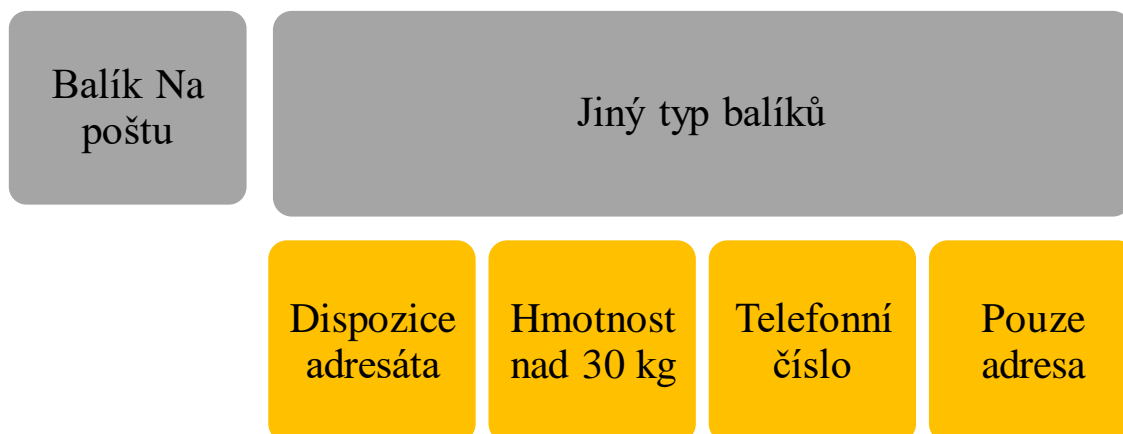 Balík Na
poštu
Jiný typ balíků
Dispozice
adresáta
Hmotnost
nad 30 kg
Telefonní
číslo
Pouze
adresa